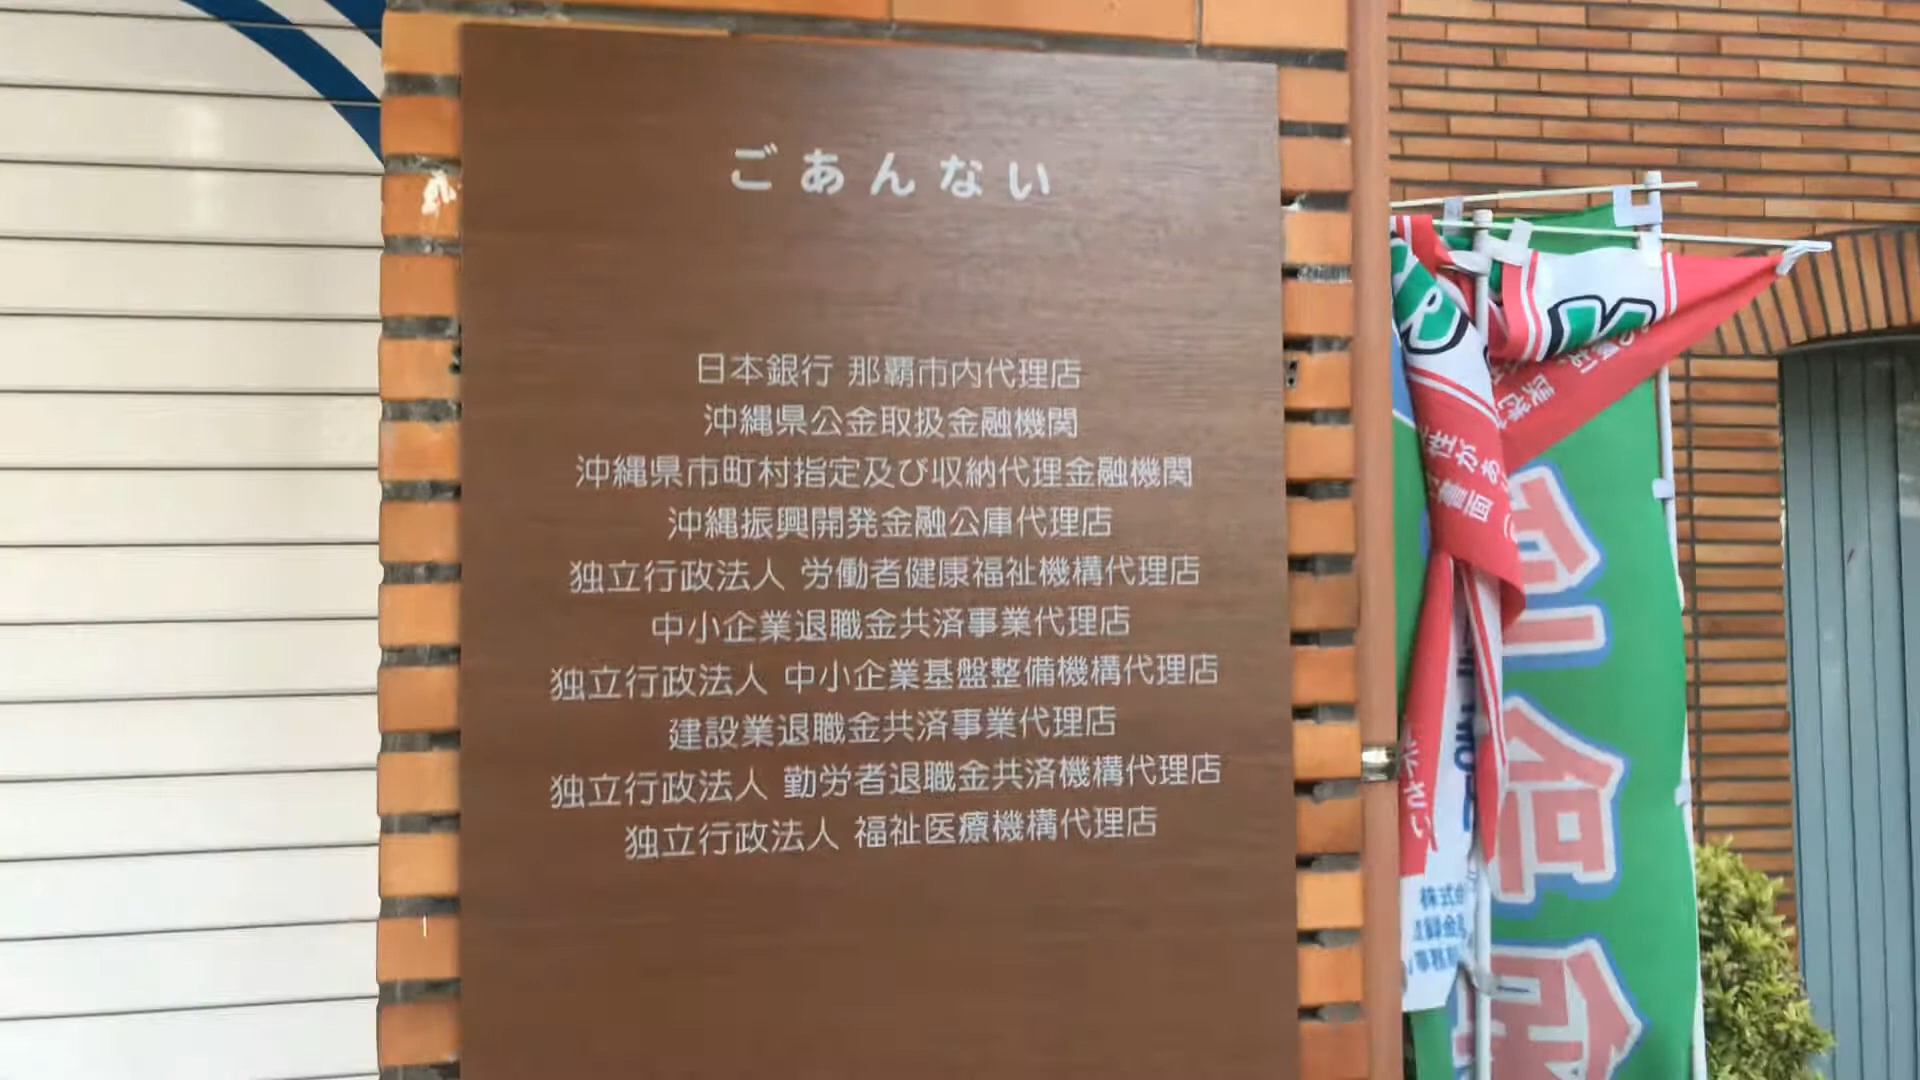 ごあんない
日本銀行 那覇市内代理店
沖縄県公金取扱金融機関
沖縄県市町村指定及び収納代理金融機関
沖縄振興開発金融公庫代理店
独立行政法人 労働者健康福祉機構代理店
中小企業退職金共済事業代理店
独立行政法人 中小企業基盤整備機構代理店
建設業退職金共済事業代理店
独立行政法人 勤労者退職金共済機構代理店
独立行政法人 福祉医療機構代理店
株式会